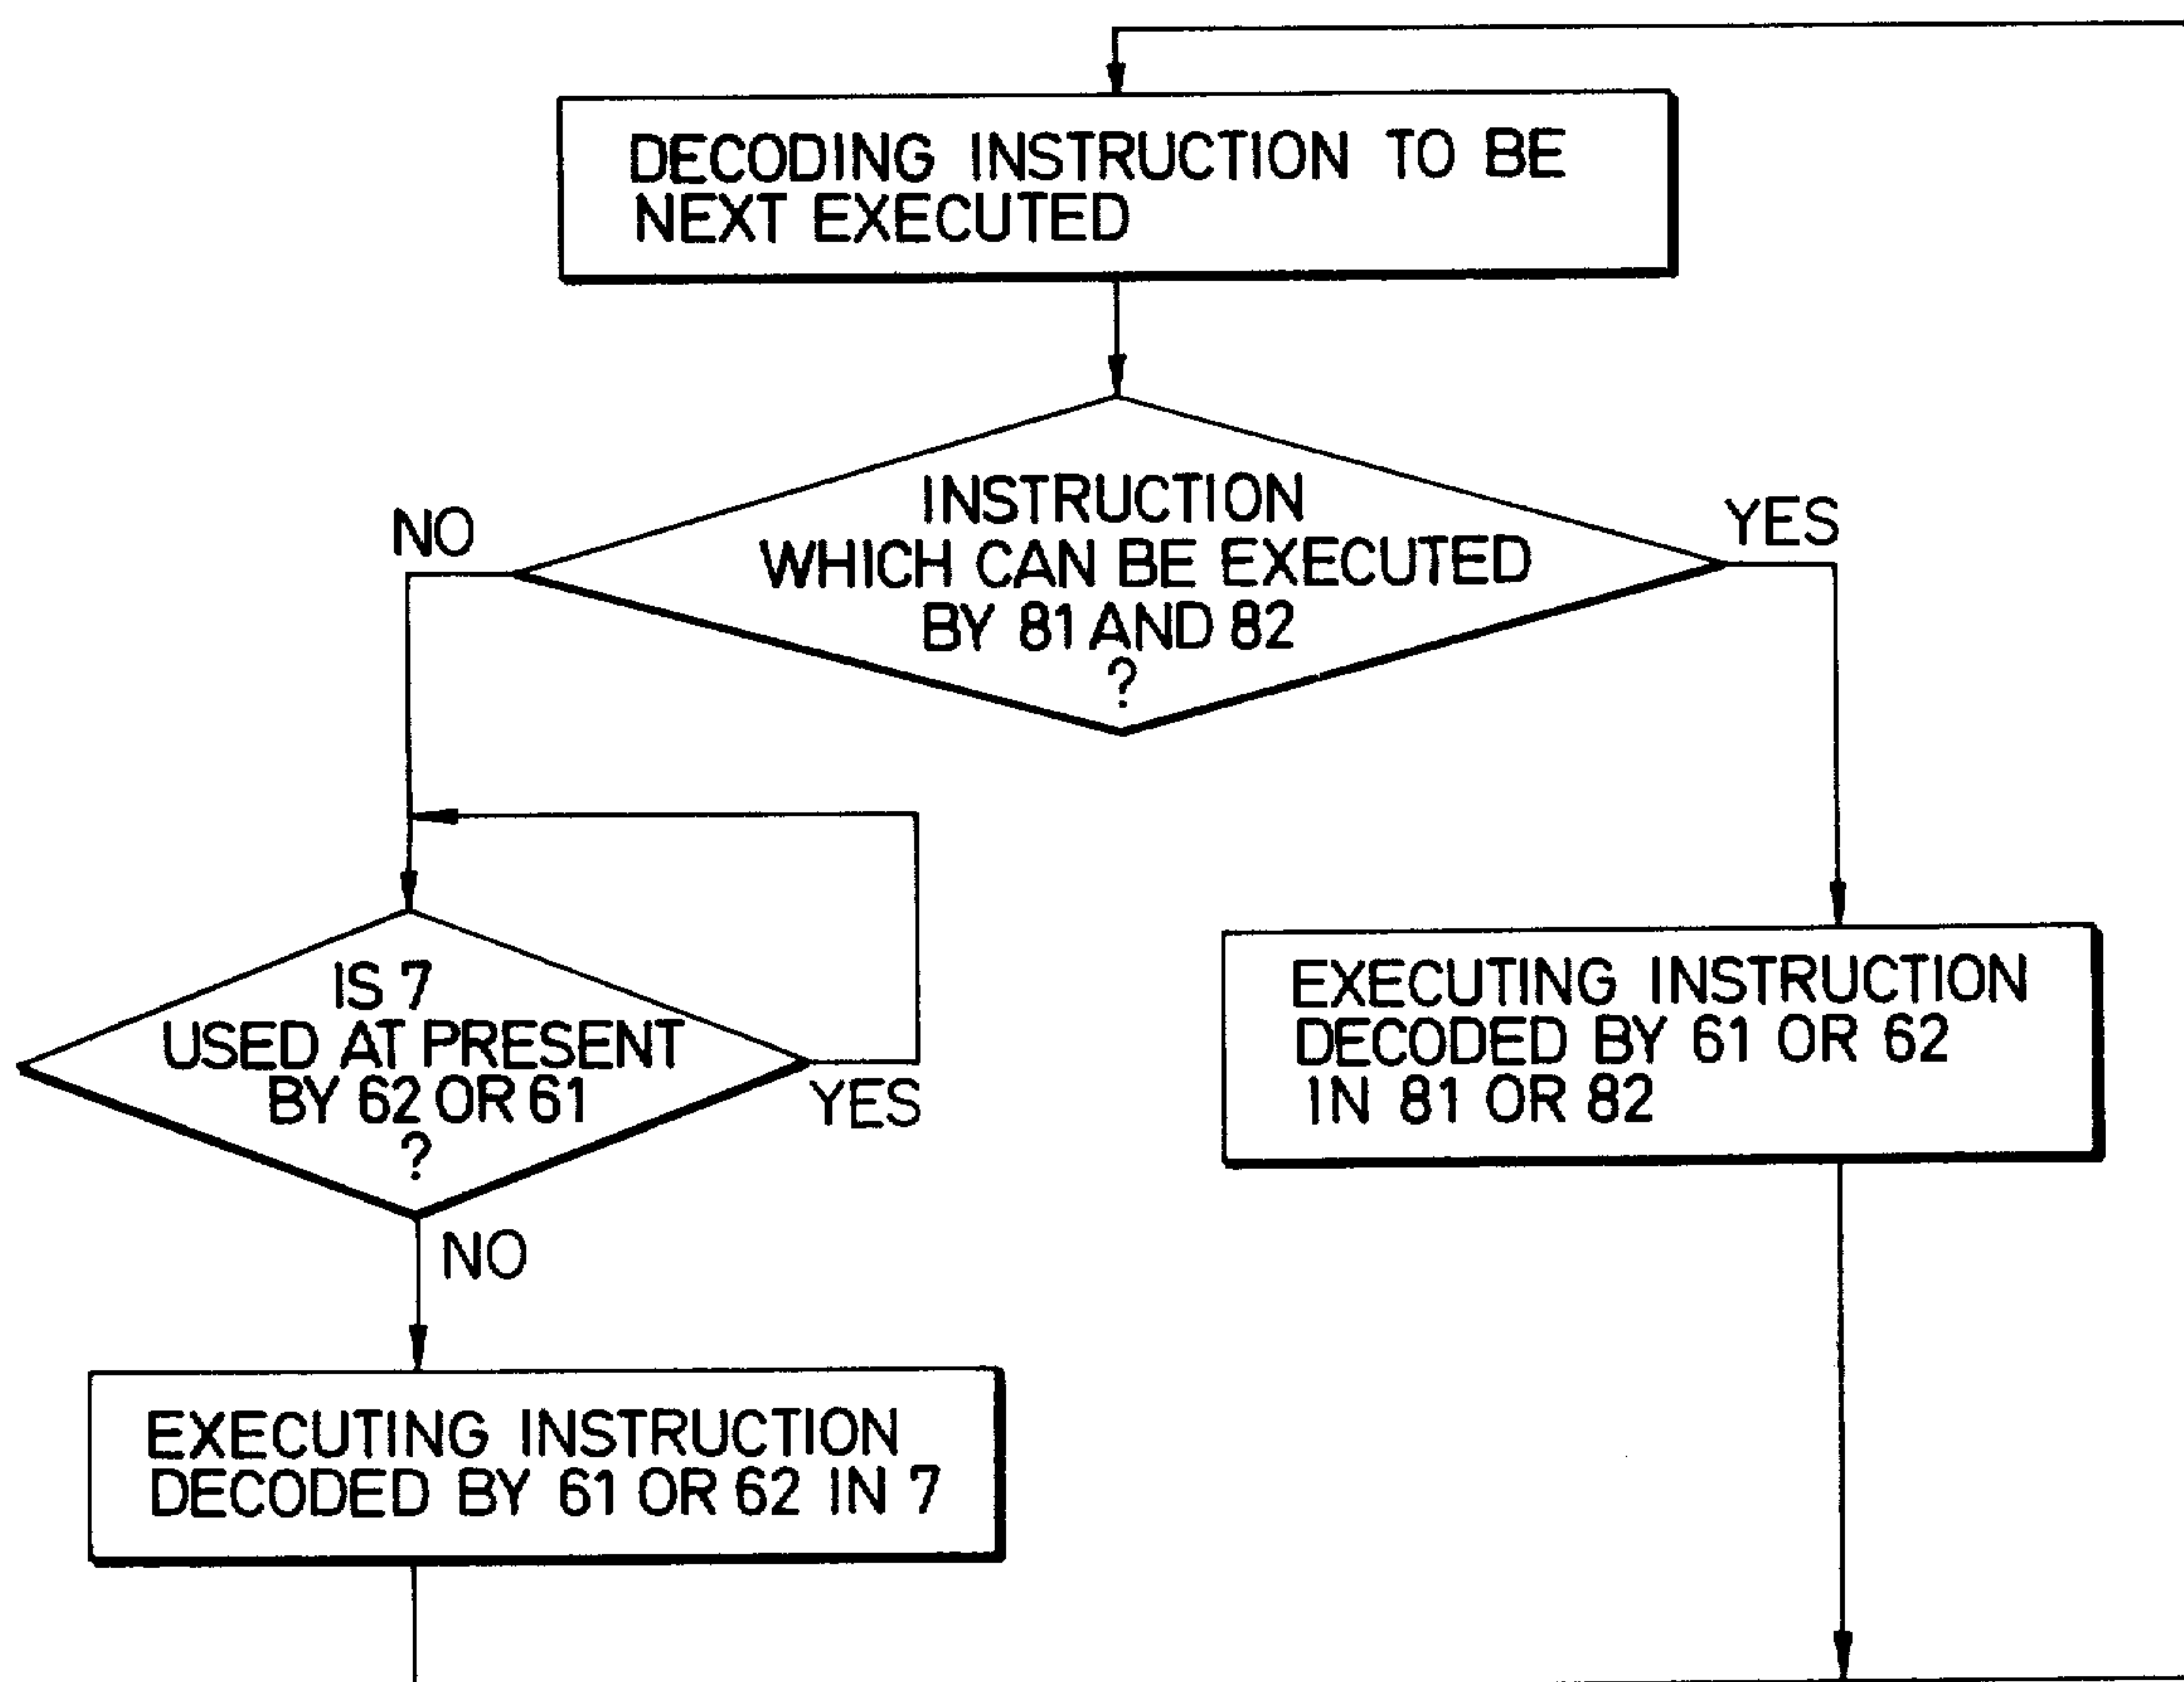 DECODING INSTRUCTION TO BE
NEXT EXECUTED
INSTRUCTION
WHICH CAN BE EXECUTED
BY 81 AND 82
?
NO
YES
IS 7
USED AT PRESENT
BY 62 OR 61
?
YES
NO
EXECUTING INSTRUCTION
DECODED BY 61 OR 62
IN 81 OR 82
EXECUTING INSTRUCTION
DECODED BY 61 OR 62 IN 7